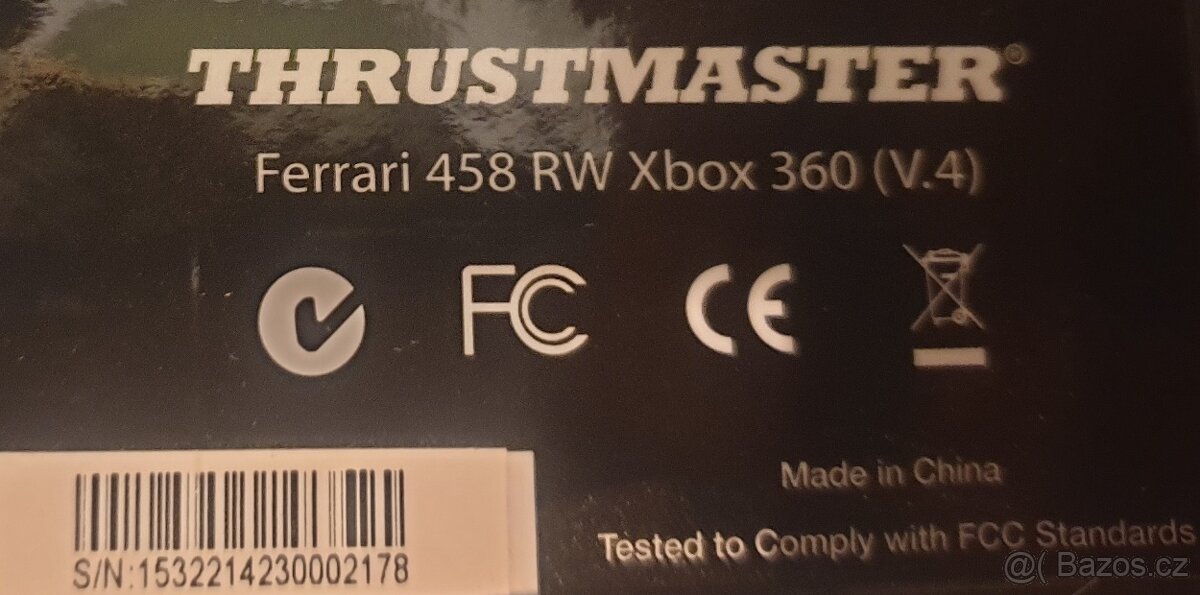 THRUSTMASTER®
Ferrari 458 RW Xbox 360 (V.4)
FC CE
Made in China
Tested to Comply with FCC Standards
S/N:1532214230002178
@( Bazos.cz